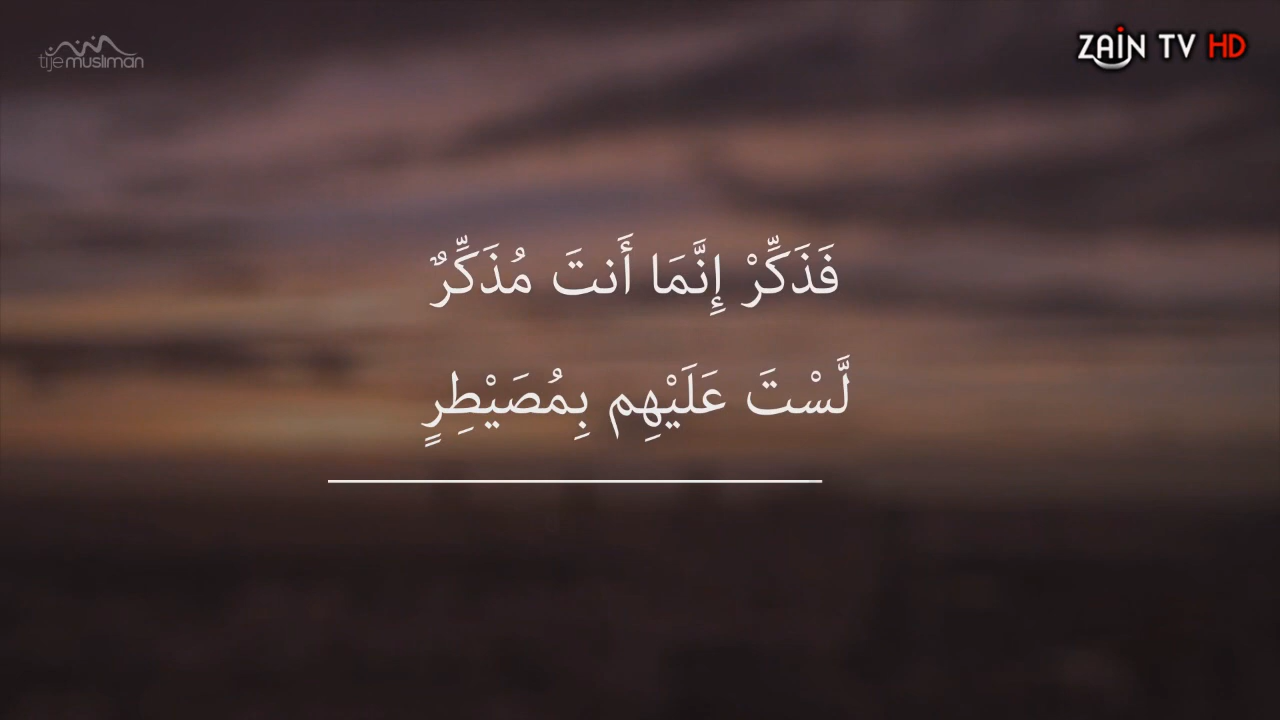 tijemusliman
ZAIN TV HD
فَذَكِّرْ إِنَّمَا أَنتَ مُذَكِّرٌ
لَّسْتَ عَلَيْهِم بِمُصَيْطِرٍ